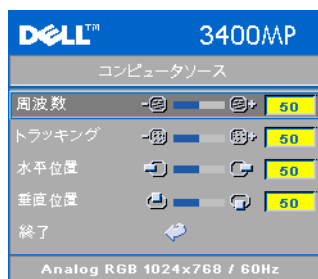 DELL™ 3400MP
コンピュータソース
周波数 - + 50
トラッキング - + 50
水平位置 50
垂直位置 50
終了
Analog RGB 1024x768 / 60Hz